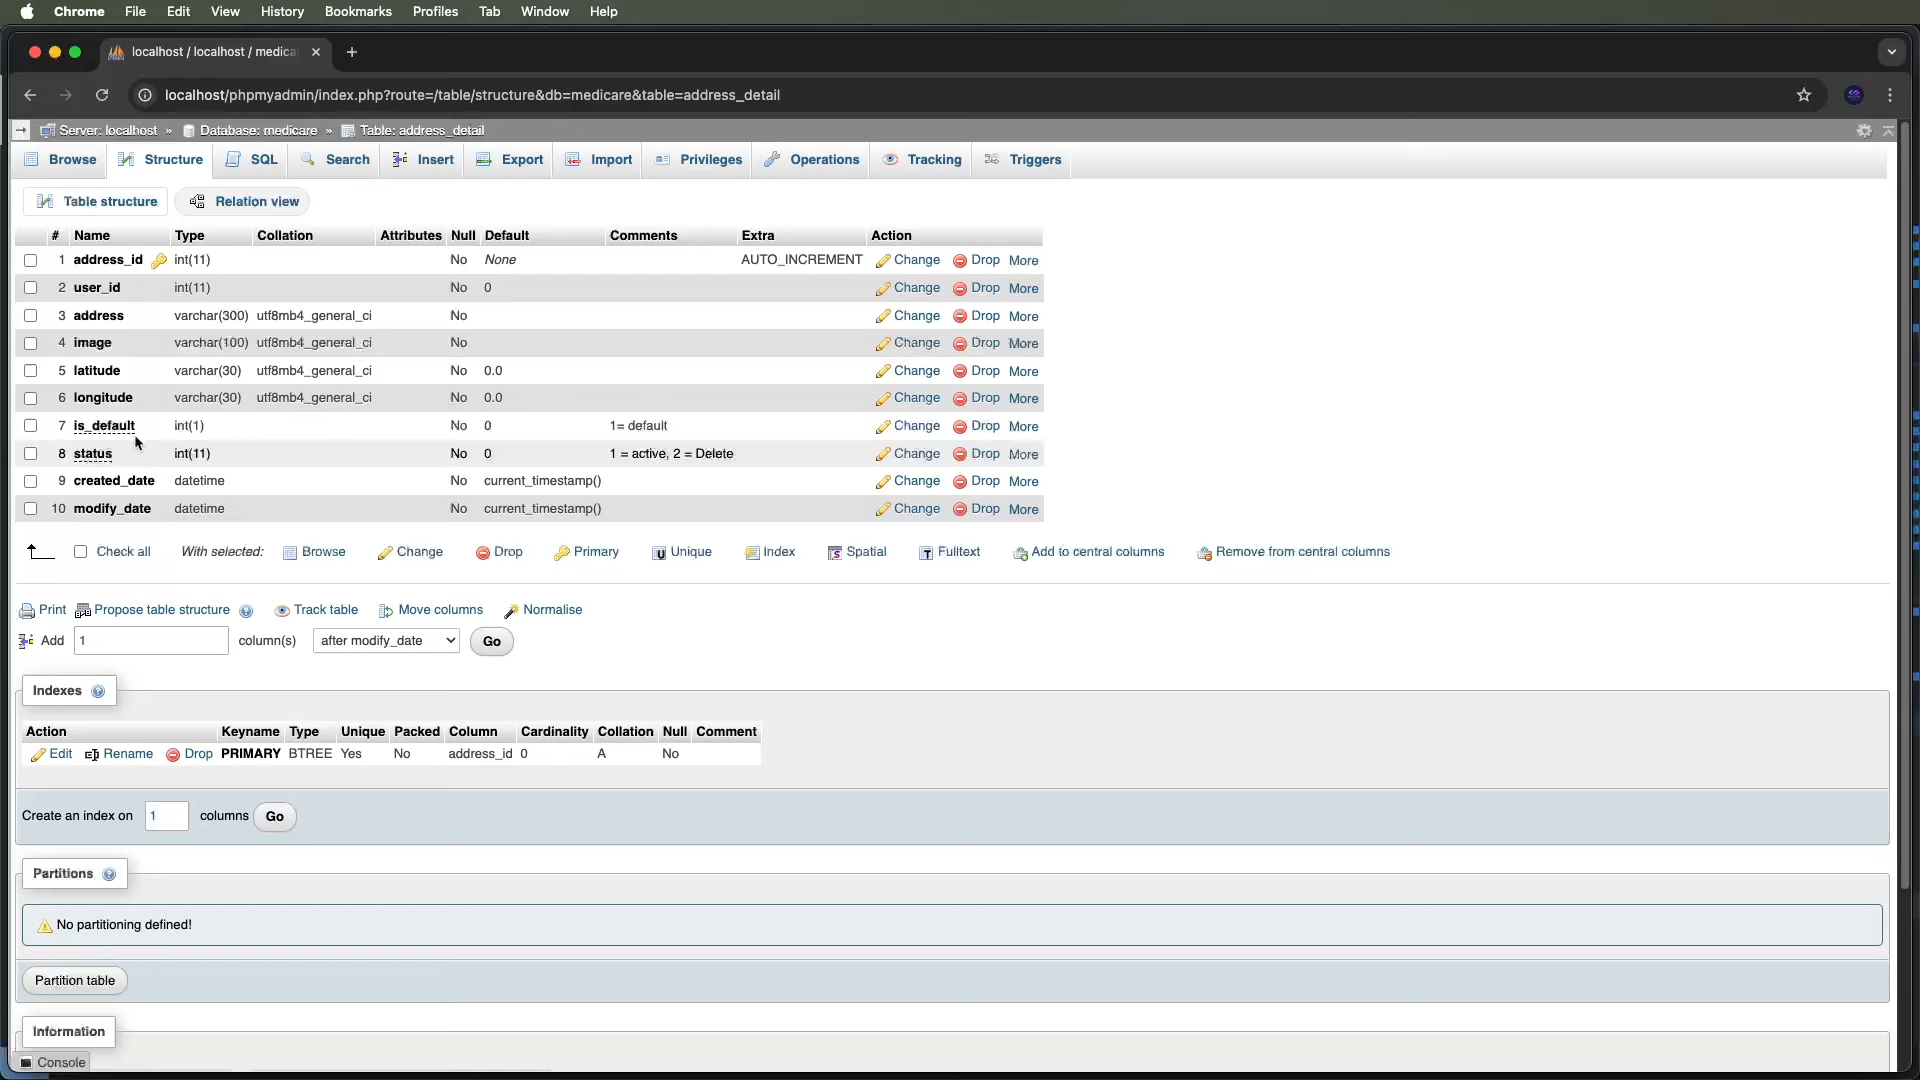 Chrome File Edit View History Bookmarks Profiles Tab Window Help
localhost / localhost / medica
localhost/phpmyadmin/index.php?route=/table/structure&db=medicare&table=address_detail
Server: localhost » Database: medicare » Table: address_detail
Browse Structure SQL Search Insert Export Import Privileges Operations Tracking Triggers
Table structure Relation view
# Name Type Collation Attributes Null Default Comments Extra Action
1 address_id int(11) No None AUTO_INCREMENT Change Drop More
2 user_id int(11) No 0 Change Drop More
3 address varchar(300) utf8mb4_general_ci No Change Drop More
4 image varchar(100) utf8mb4_general_ci No Change Drop More
5 latitude varchar(30) utf8mb4_general_ci No 0.0 Change Drop More
6 longitude varchar(30) utf8mb4_general_ci No 0.0 Change Drop More
7 is_default int(1) No 0 1= default Change Drop More
8 status int(11) No 0 1 = active, 2 = Delete Change Drop More
9 created_date datetime No current_timestamp() Change Drop More
10 modify_date datetime No current_timestamp() Change Drop More
Check all With selected: Browse Change Drop Primary Unique Index Spatial Fulltext Add to central columns Remove from central columns
Print Propose table structure Track table Move columns Normalise
Add 1 column(s) after modify_date Go
Indexes
Action Keyname Type Unique Packed Column Cardinality Collation Null Comment
Edit Rename Drop PRIMARY BTREE Yes No address_id 0 A No
Create an index on 1 columns Go
Partitions
No partitioning defined!
Partition table
Information
Console